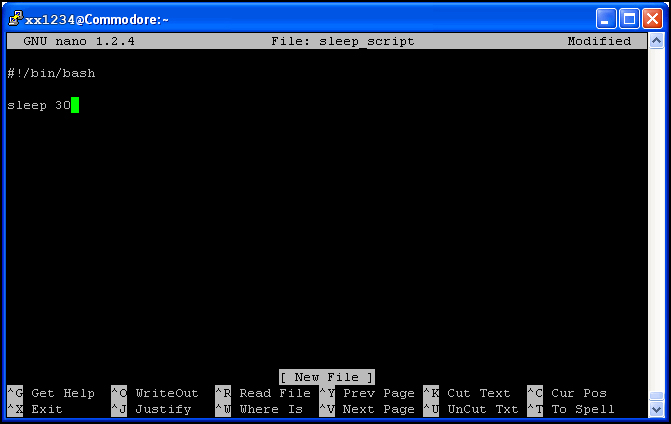 xx1234@Commodore:~
GNU nano 1.2.4 File: sleep_script Modified
#!/bin/bash
sleep 30
[ New File ]
^G Get Help ^O WriteOut ^R Read File ^Y Prev Page ^K Cut Text ^C Cur Pos
^X Exit ^J Justify ^W Where Is ^V Next Page ^U UnCut Txt ^T To Spell